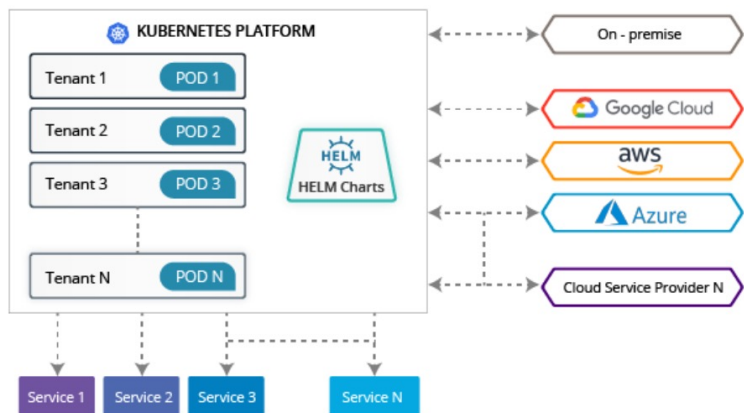 KUBERNETES PLATFORM
Tenant 1 POD 1
Tenant 2 POD 2
Tenant 3 POD 3
Tenant N POD N
HELM
HELM Charts
On - premise
Google Cloud
aws
Azure
Cloud Service Provider N
Service 1
Service 2
Service 3
Service N